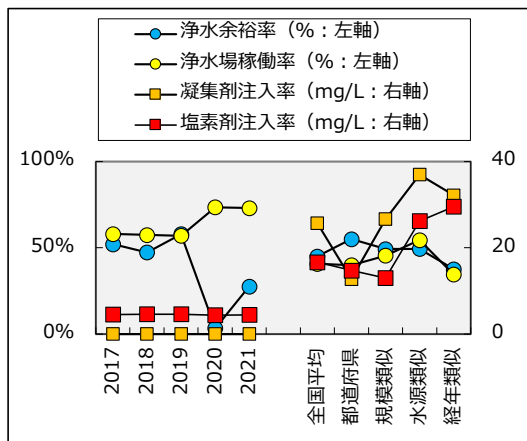 浄水余裕率（%：左軸）
浄水場稼働率（%：左軸）
凝集剤注入率（mg/L：右軸）
塩素剤注入率（mg/L：右軸）
100%
50%
0%
40
20
0
2017
2018
2019
2020
2021
全国平均
都道府県
規模類似
水源類似
経年類似